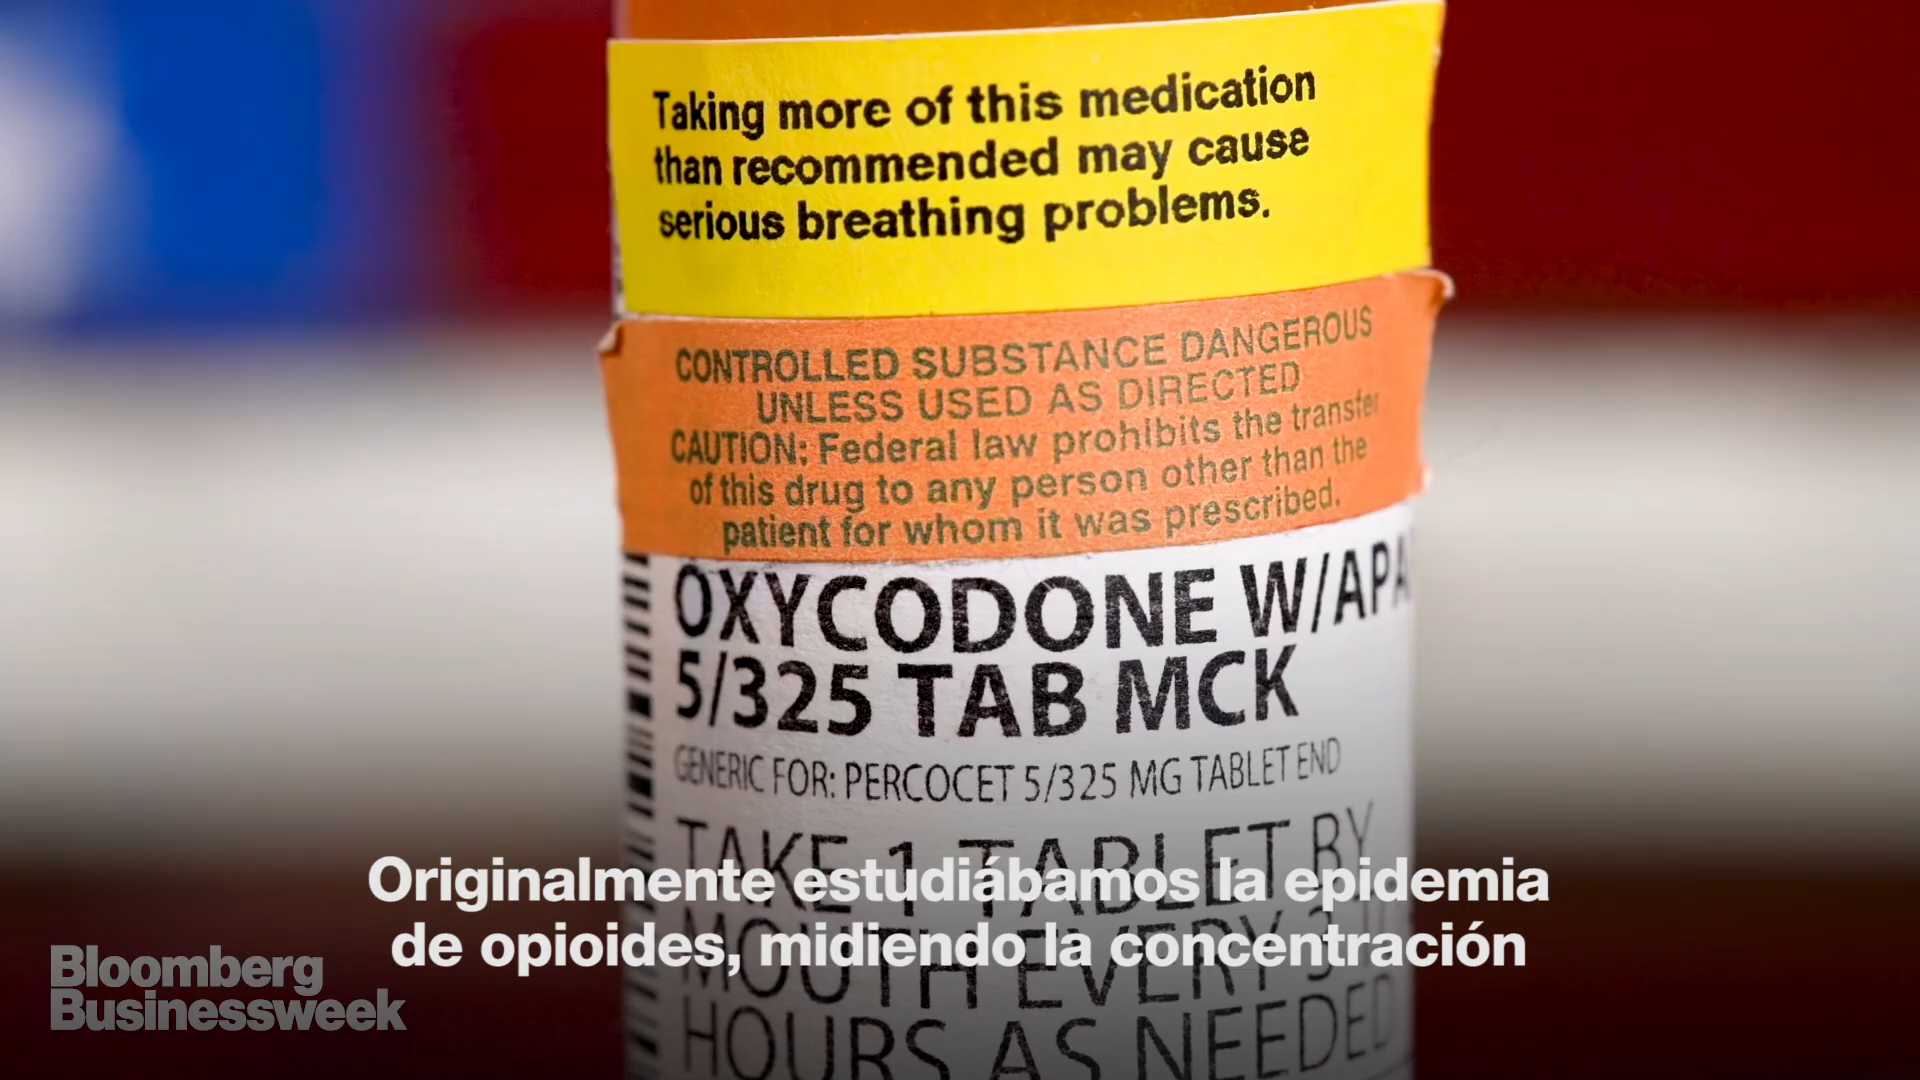 Taking more of this medication
than recommended may cause
serious breathing problems.
CONTROLLED SUBSTANCE DANGEROUS
UNLESS USED AS DIRECTED
CAUTION: Federal law prohibits the transfer
of this drug to any person other than the
patient for whom it was prescribed.
OXYCODONE W/APA
5/325 TAB MCK
GENERIC FOR: PERCOCET 5/325 MG TABLET END
TAKE 1 TABLET BY
MOUTH EVERY 3
HOURS AS NEEDED
Originalmente estudiábamos la epidemia
de opioides, midiendo la concentración
Bloomberg
Businessweek